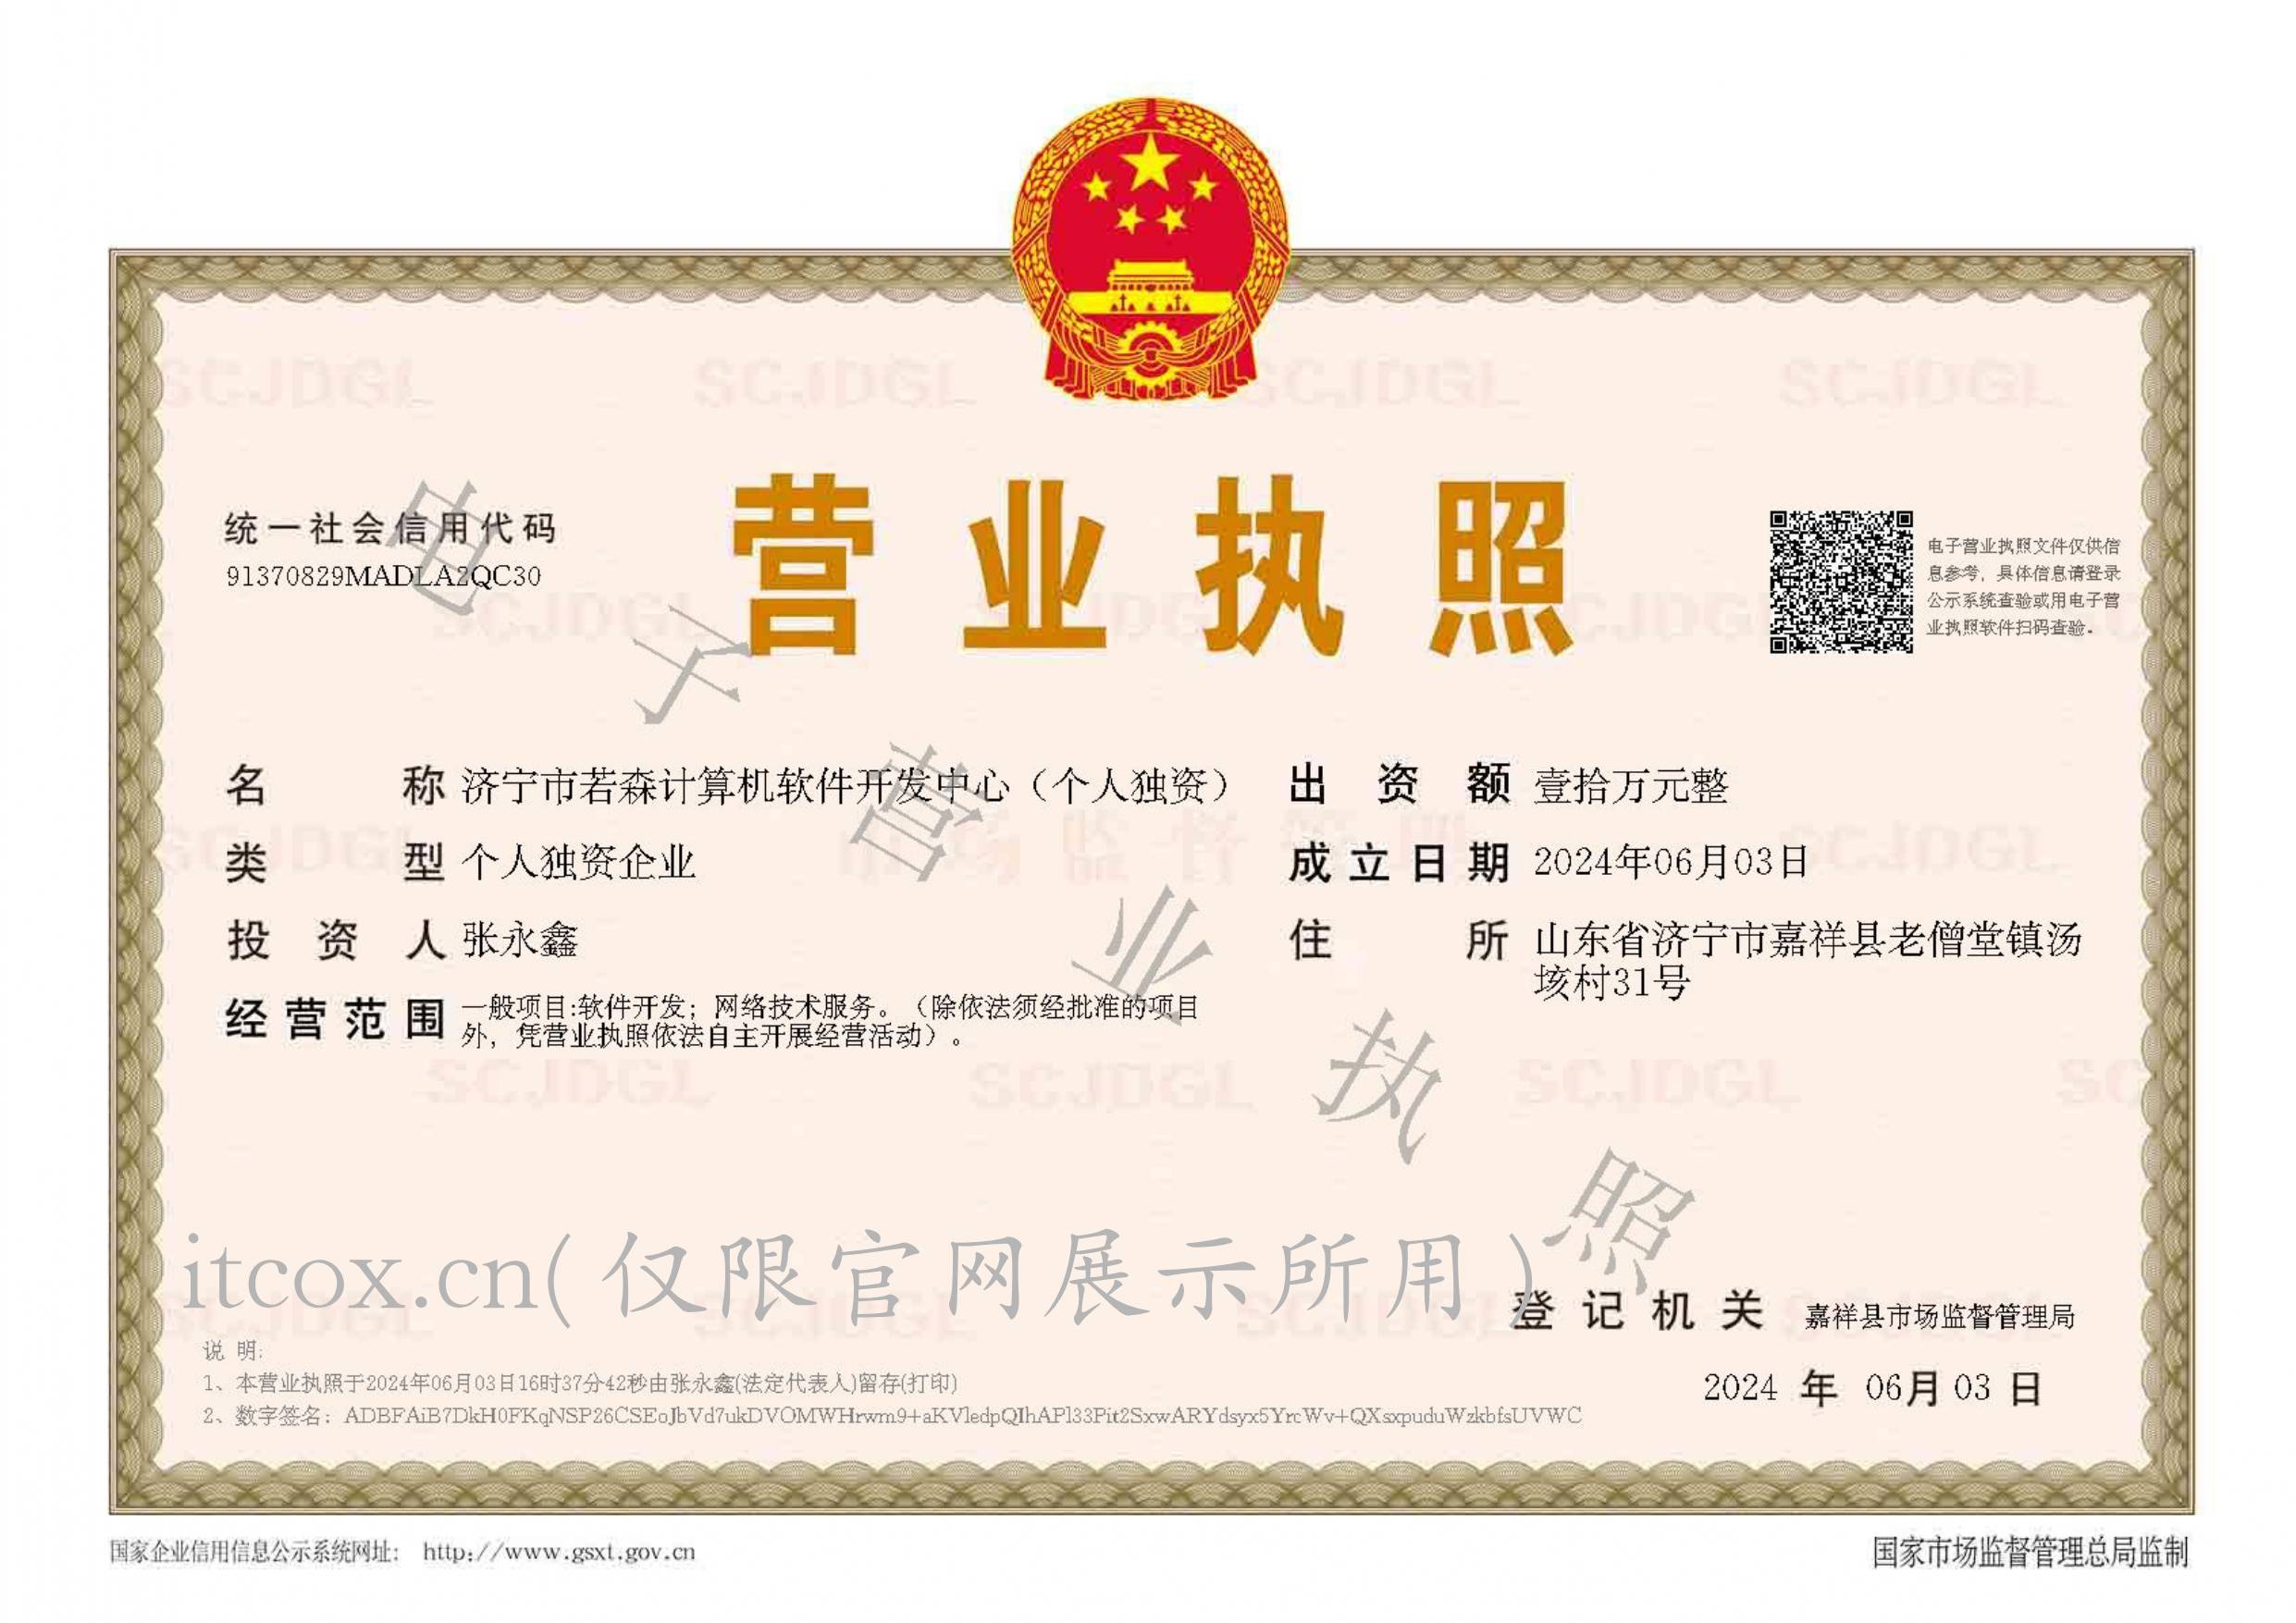 营业执照
统一社会信用代码
91370829MADLA2QC30
电子营业执照文件仅供信
息参考，具体信息请登录
公示系统查验或用电子营
业执照软件扫码查验。
名称 济宁市若森计算机软件开发中心（个人独资）
类型 个人独资企业
投资人 张永鑫
经营范围 一般项目:软件开发；网络技术服务。（除依法须经批准的项目
外，凭营业执照依法自主开展经营活动）。
出资额 壹拾万元整
成立日期 2024年06月03日
住所 山东省济宁市嘉祥县老僧堂镇汤
垓村31号
电子营业执照
itcox.cn(仅限官网展示所用)
登记机关 嘉祥县市场监督管理局
2024 年 06月 03 日
说 明:
1、本营业执照于2024年06月03日16时37分42秒由张永鑫(法定代表人)留存(打印)
2、数字签名：ADBFAiB7DkH0FKqNSP26CSEoJbVd7ukDVOMWHrwm9+aKVledpQIhAPl33Pit2SxwARYdsyx5YrcWv+QXsxpuduWzkbfsUVWC
国家企业信用信息公示系统网址： http://www.gsxt.gov.cn
国家市场监督管理总局监制
SCJDGL